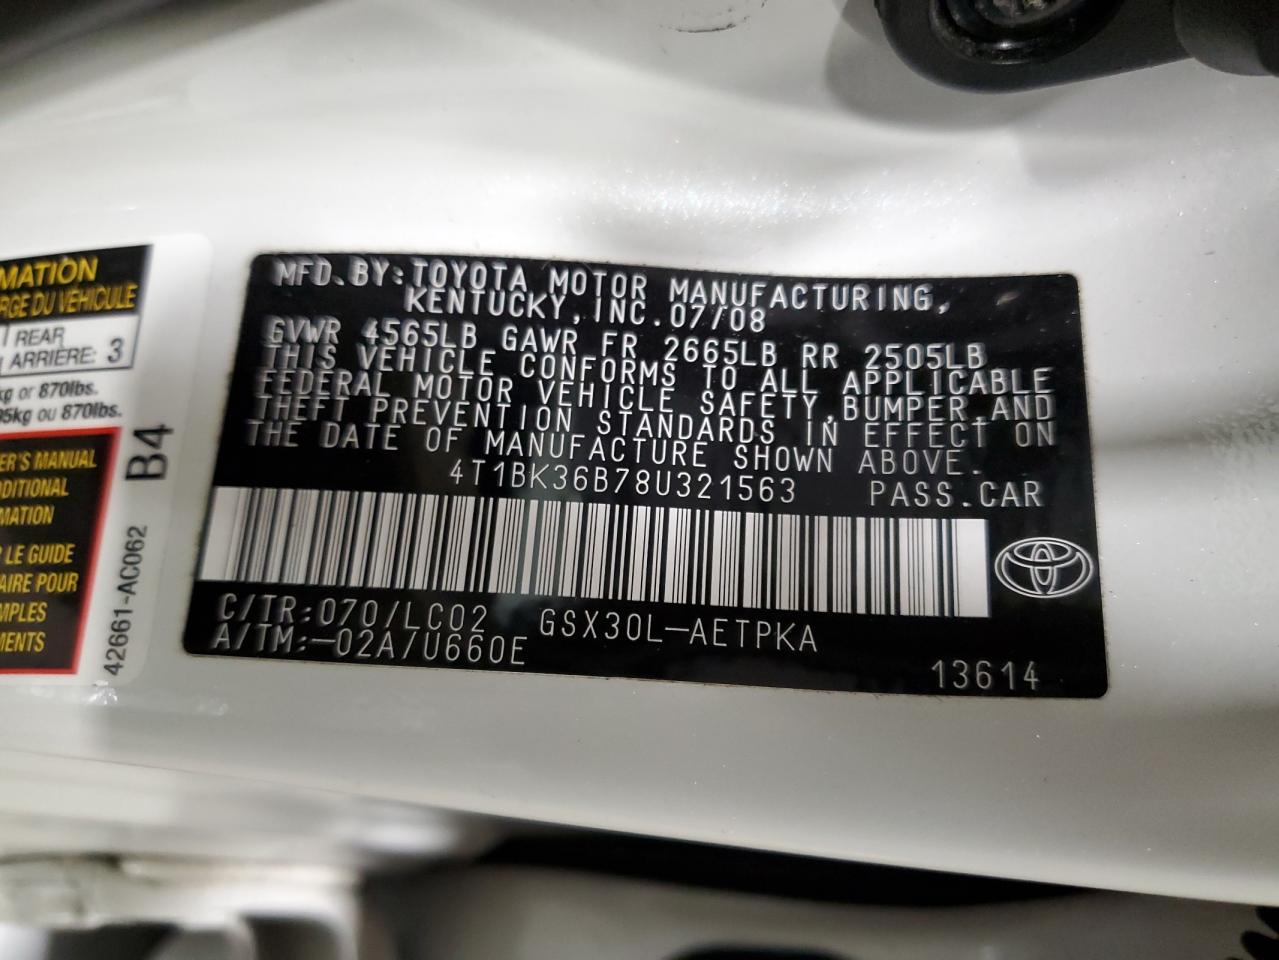 MATION
RGE DU VÉHICULE
REAR
ARRIERE: 3
kg or 870lbs.
95kg ou 870lbs.
ER'S MANUAL
DDITIONAL
MATION
LE GUIDE
AIRE POUR
MPLES
MENTS
42661-AC062 B4
MFD.BY:TOYOTA MOTOR MANUFACTURING,
KENTUCKY,INC.07/08
GVWR 4565LB GAWR FR 2665LB RR 2505LB
THIS VEHICLE CONFORMS TO ALL APPLICABLE
FEDERAL MOTOR VEHICLE SAFETY,BUMPER,AND
THEFT PREVENTION STANDARDS IN EFFECT ON
THE DATE OF MANUFACTURE SHOWN ABOVE.
4T1BK36B78U321563 PASS.CAR
C/TR:070/LC02 GSX30L-AETPKA
A/TM:-02A/U660E
13614